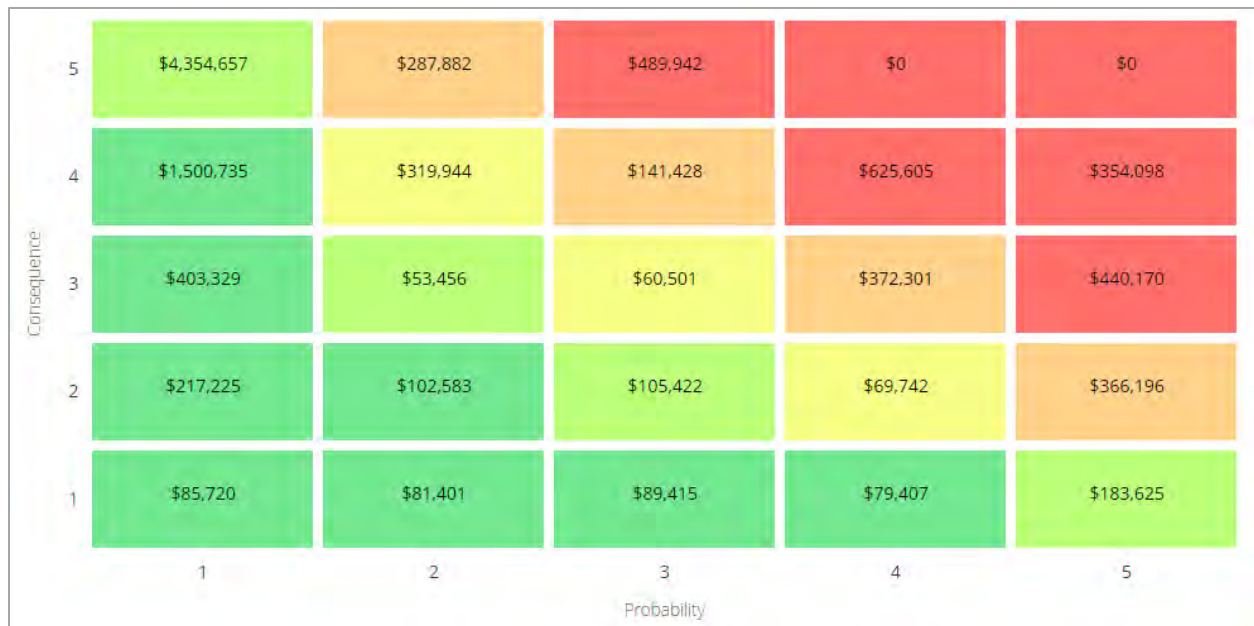 5 $4,354,657 $287,882 $489,942 $0 $0
4 $1,500,735 $319,944 $141,428 $625,605 $354,098
Consequence
3 $403,329 $53,456 $60,501 $372,301 $440,170
2 $217,225 $102,583 $105,422 $69,742 $366,196
1 $85,720 $81,401 $89,415 $79,407 $183,625
1 2 3 4 5
Probability